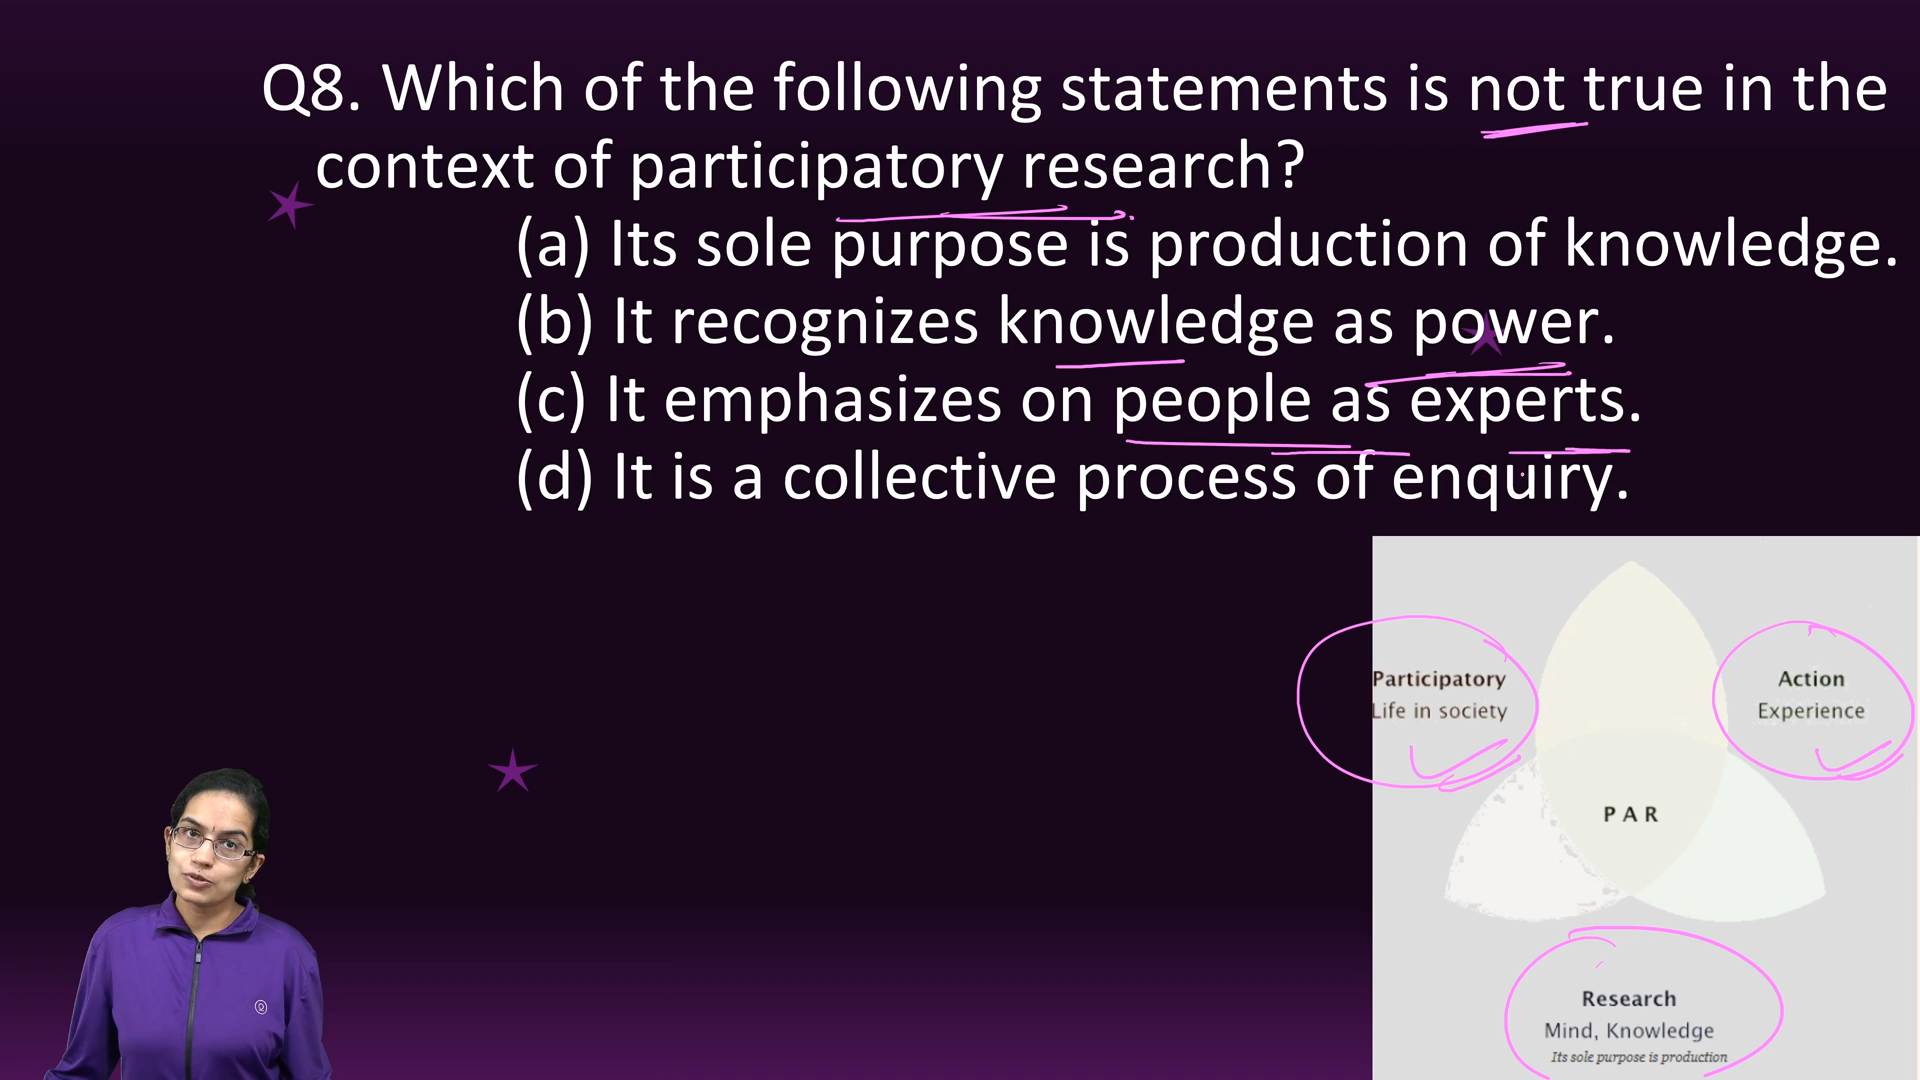 Q8. Which of the following statements is not true in the
context of participatory research?
(a) Its sole purpose is production of knowledge.
(b) It recognizes knowledge as power.
(c) It emphasizes on people as experts.
(d) It is a collective process of enquiry.
Participatory
Life in society
Action
Experience
P A R
Research
Mind, Knowledge
Its sole purpose is production